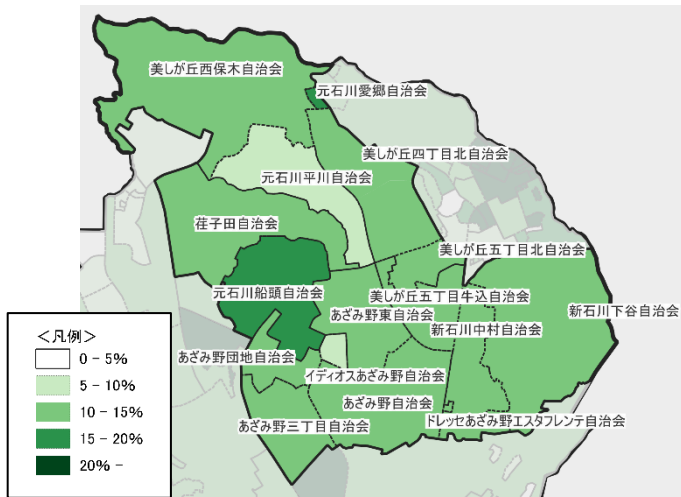 美しが丘西保木自治会
元石川愛郷自治会
美しが丘四丁目北自治会
元石川平川自治会
荏子田自治会
美しが丘五丁目北自治会
元石川船頭自治会
美しが丘五丁目牛込自治会
新石川下谷自治会
あざみ野東自治会
新石川中村自治会
あざみ野団地自治会
イディオスあざみ野自治会
あざみ野自治会
ドレッセあざみ野エスタフレンテ自治会
あざみ野三丁目自治会
＜凡例＞
0 - 5%
5 - 10%
10 - 15%
15 - 20%
20% -